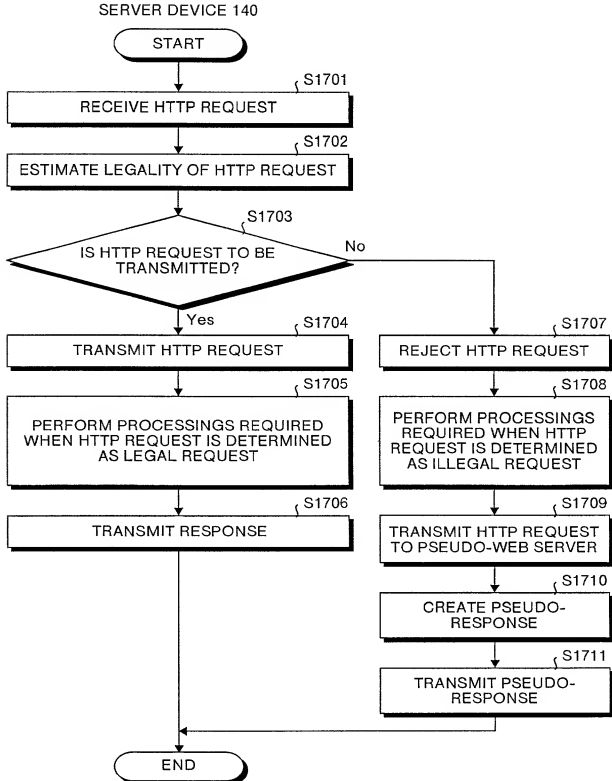 SERVER DEVICE 140
START
S1701
RECEIVE HTTP REQUEST
S1702
ESTIMATE LEGALITY OF HTTP REQUEST
S1703
IS HTTP REQUEST TO BE
TRANSMITTED?
No
Yes
S1704
TRANSMIT HTTP REQUEST
S1705
PERFORM PROCESSINGS REQUIRED
WHEN HTTP REQUEST IS DETERMINED
AS LEGAL REQUEST
S1706
TRANSMIT RESPONSE
S1707
REJECT HTTP REQUEST
S1708
PERFORM PROCESSINGS
REQUIRED WHEN HTTP
REQUEST IS DETERMINED
AS ILLEGAL REQUEST
S1709
TRANSMIT HTTP REQUEST
TO PSEUDO-WEB SERVER
S1710
CREATE PSEUDO-
RESPONSE
S1711
TRANSMIT PSEUDO-
RESPONSE
END